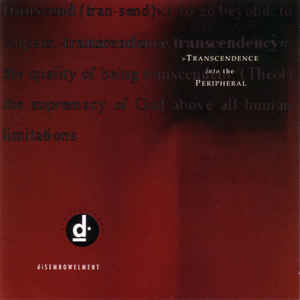 (tran-send) v. to go beyond: to
transcendence, transcendency n.
the quality of being transcendent (Theol)
the supremacy of God above all human
limitations
»TRANSCENDENCE
into the
PERIPHERAL
d.
diSEMBOWELMENT